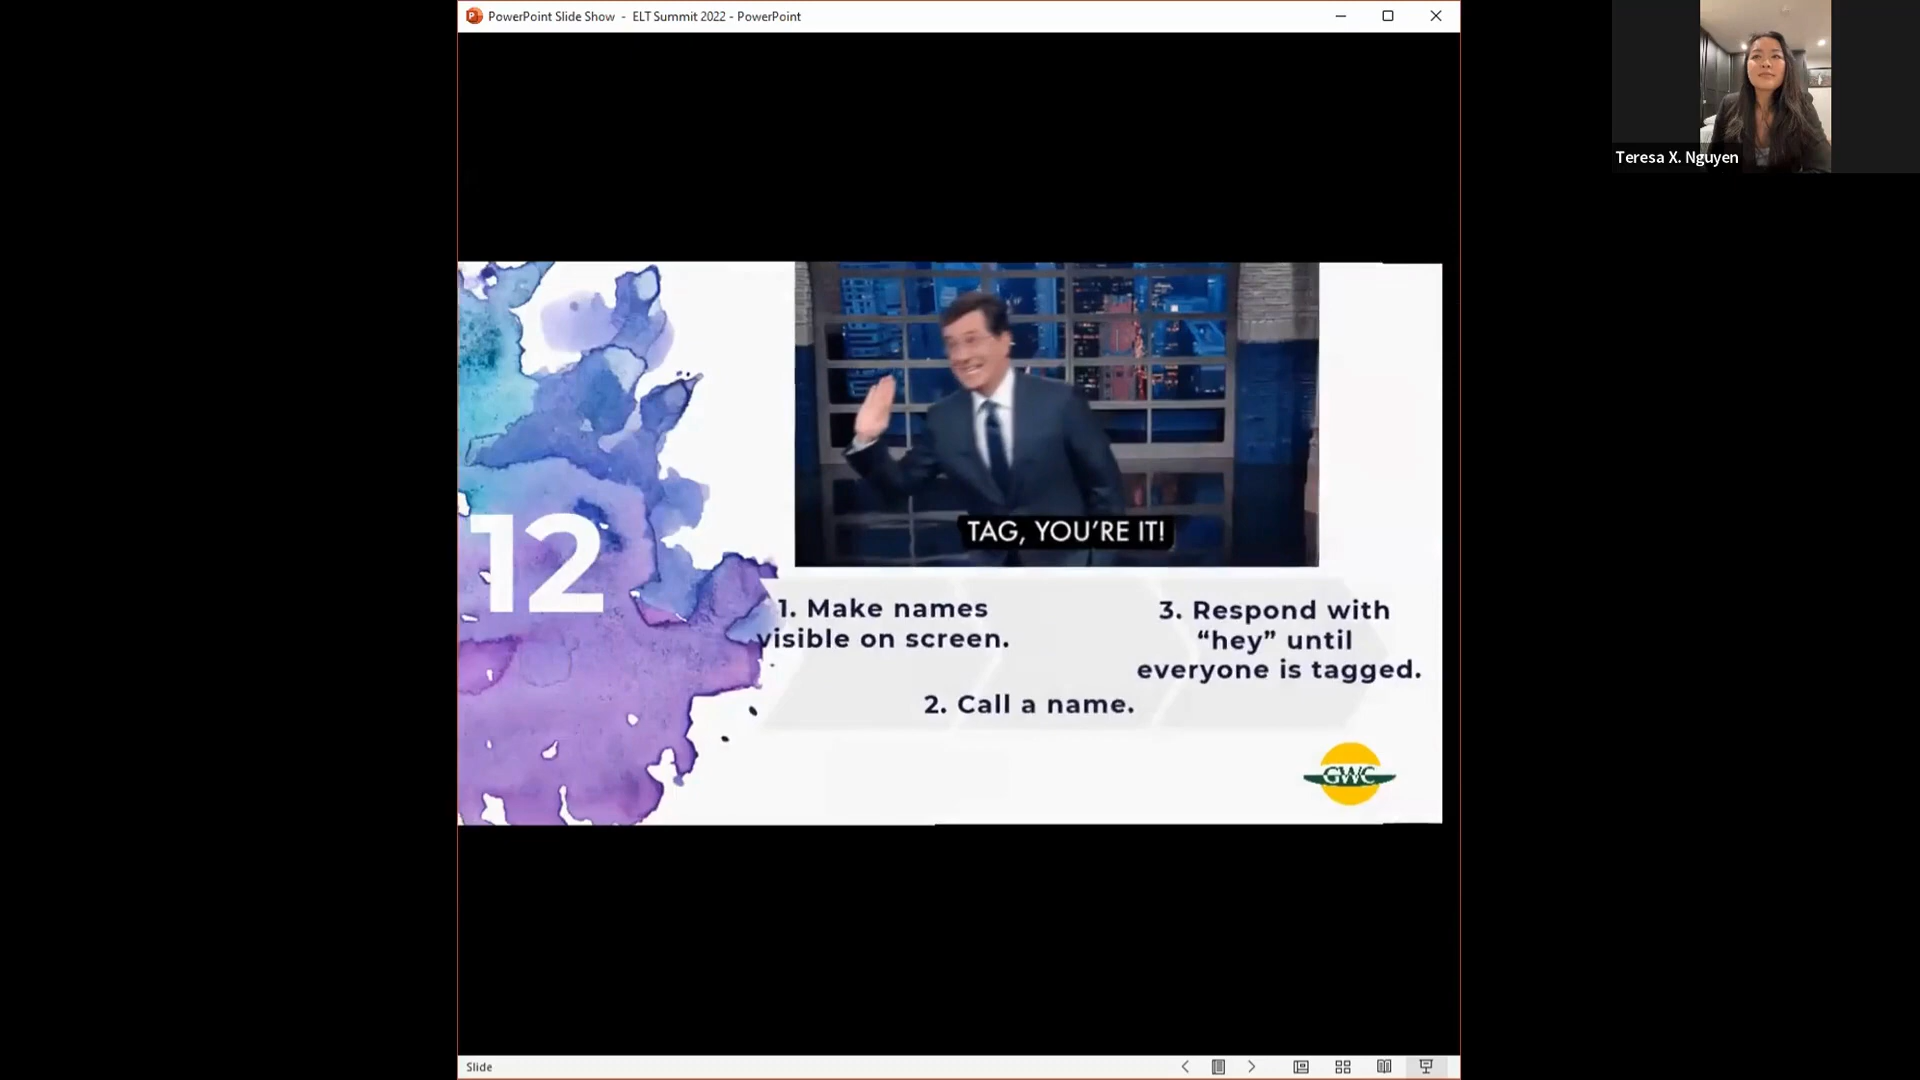 PowerPoint Slide Show - ELT Summit 2022 - PowerPoint
Teresa X. Nguyen
TAG, YOU'RE IT!
12
1. Make names
visible on screen.
2. Call a name.
3. Respond with
“hey” until
everyone is tagged.
GWC
Slide